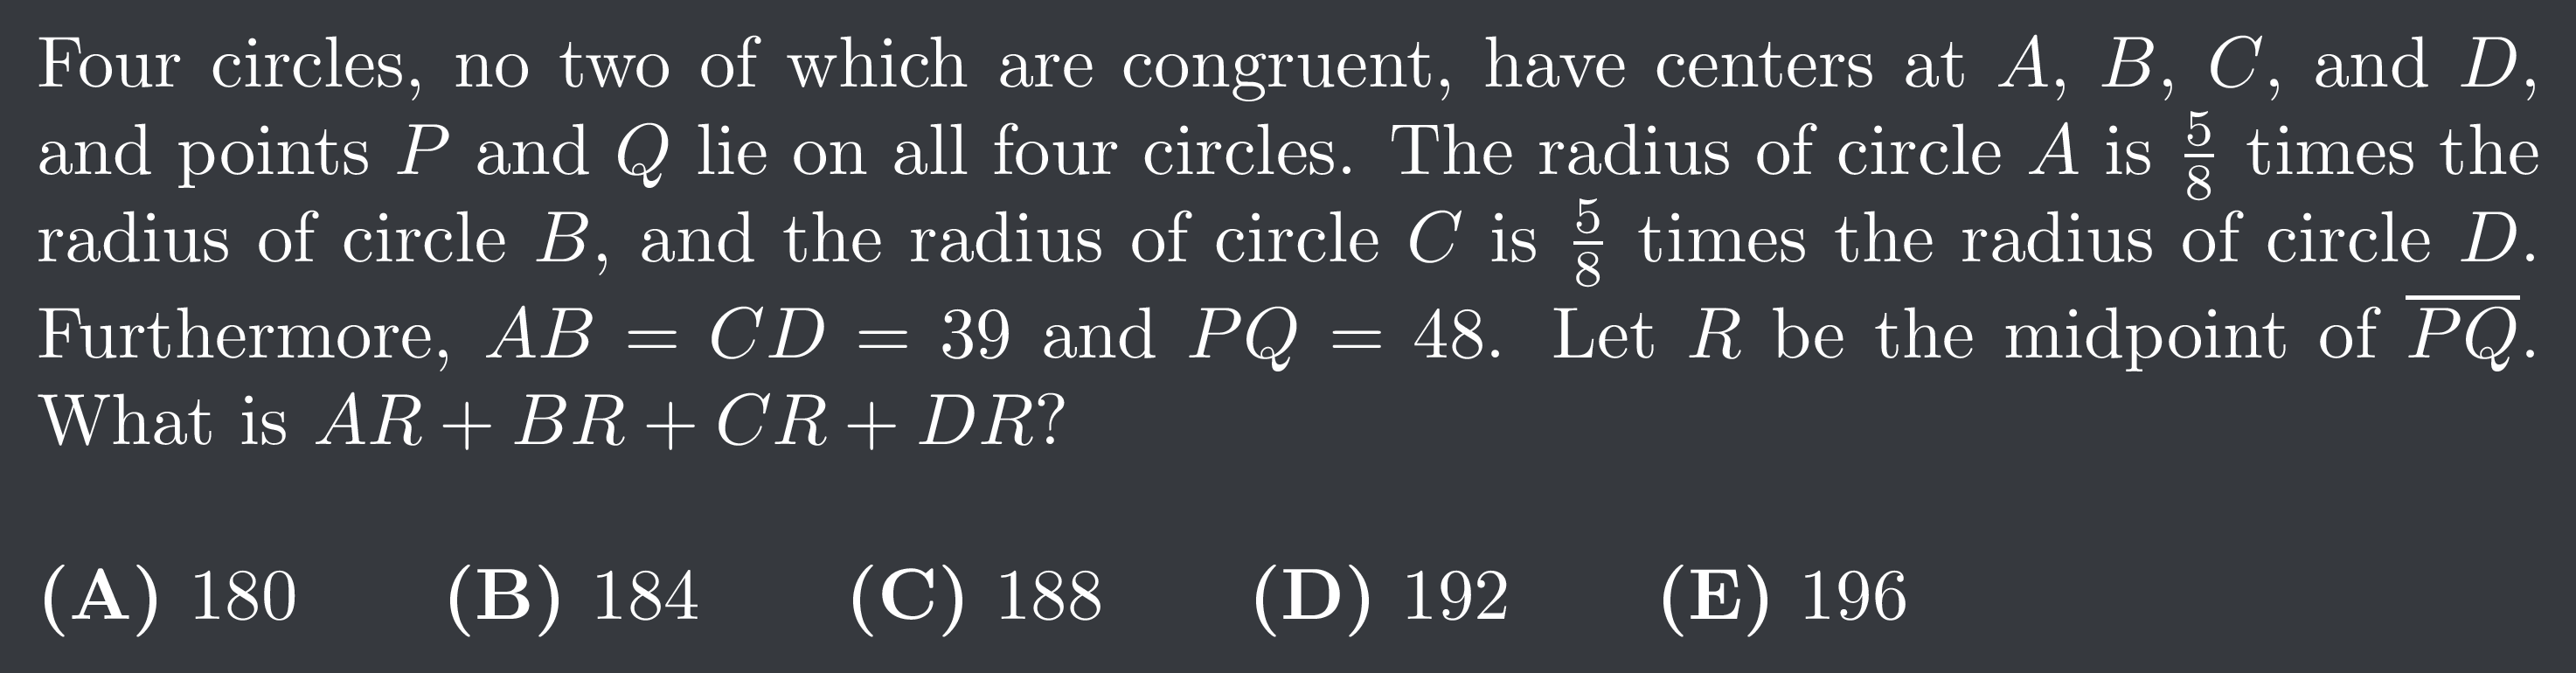 Four circles, no two of which are congruent, have centers at A, B, C, and D,
and points P and Q lie on all four circles. The radius of circle A is 5/8 times the
radius of circle B, and the radius of circle C is 5/8 times the radius of circle D.
Furthermore, AB = CD = 39 and PQ = 48. Let R be the midpoint of \overline{PQ}.
What is AR + BR + CR + DR?
(A) 180 (B) 184 (C) 188 (D) 192 (E) 196